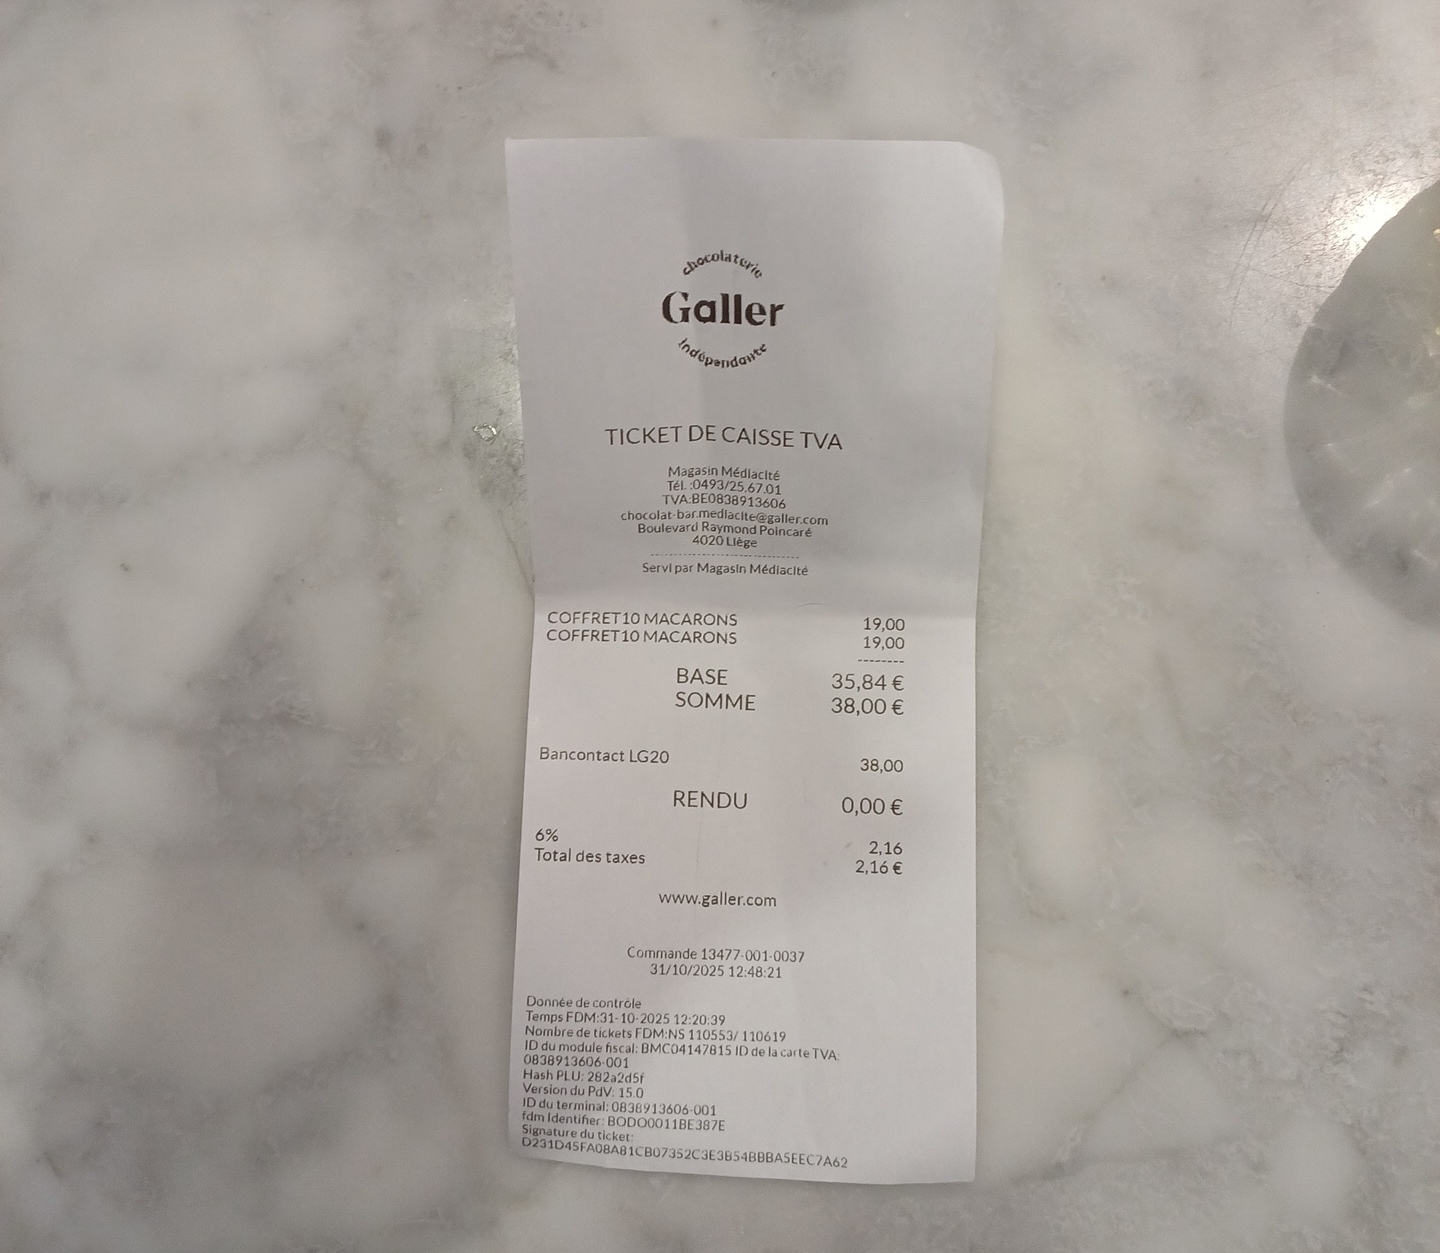 chocolaterie
Galler
indépendante
TICKET DE CAISSE TVA
Magasin Médiacité
Tél. :0493/25.67.01
TVA:BE0838913606
chocolat-bar.mediacite@galler.com
Boulevard Raymond Poincaré
4020 Liège
Servi par Magasin Médiacité
COFFRET10 MACARONS 19,00
COFFRET10 MACARONS 19,00
BASE 35,84 €
SOMME 38,00 €
Bancontact LG20 38,00
RENDU 0,00 €
6% 2,16
Total des taxes 2,16 €
www.galler.com
Commande 13477-001-0037
31/10/2025 12:48:21
Donnée de contrôle
Temps FDM:31-10-2025 12:20:39
Nombre de tickets FDM:NS 110553/ 110619
ID du module fiscal: BMC04147815 ID de la carte TVA:
0838913606-001
Hash PLU: 282a2d5f
Version du PdV: 15.0
ID du terminal: 0838913606-001
fdm Identifier: BODO0011BE387E
Signature du ticket:
D231D45FA08A81CB07352C3E3B54BBBA5EEC7A62